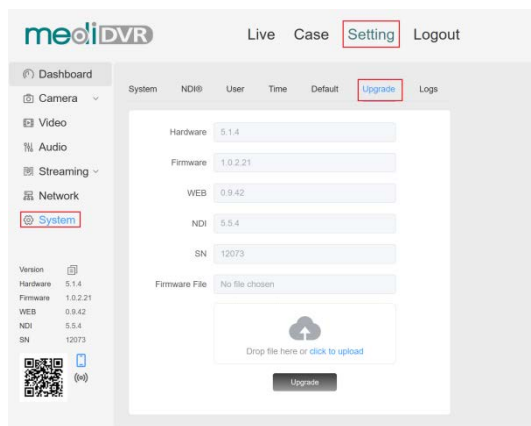 mediDVR
Live Case Setting Logout
Dashboard
Camera
Video
Audio
Streaming
Network
System
System NDI® User Time Default Upgrade Logs
Hardware 5.1.4
Firmware 1.0.2.21
WEB 0.9.42
NDI 5.5.4
SN 12073
Firmware File No file chosen
Drop file here or click to upload
Upgrade
Version
Hardware 5.1.4
Firmware 1.0.2.21
WEB 0.9.42
NDI 5.5.4
SN 12073